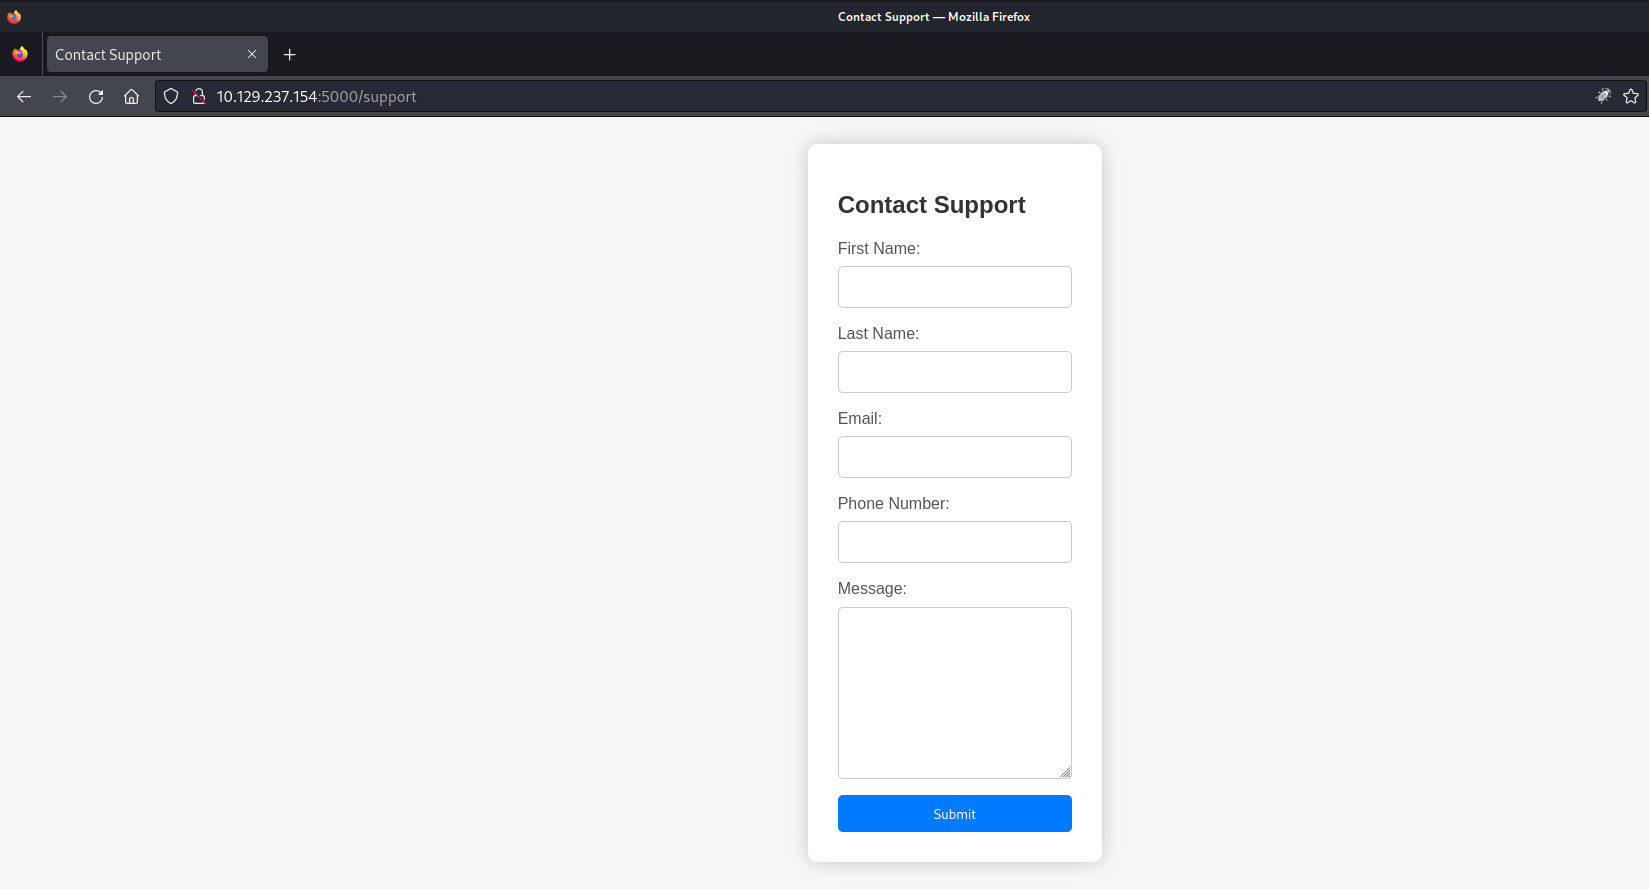 Contact Support — Mozilla Firefox
Contact Support
10.129.237.154:5000/support
Contact Support
First Name:
Last Name:
Email:
Phone Number:
Message:
Submit